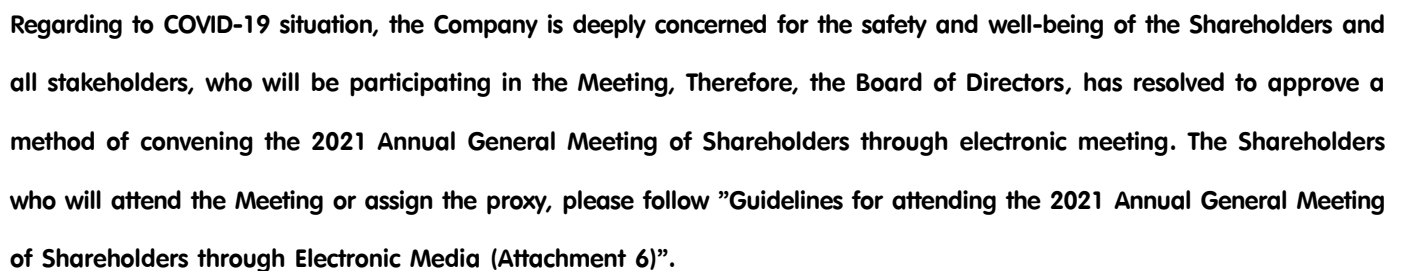 Regarding to COVID-19 situation, the Company is deeply concerned for the safety and well-being of the Shareholders and
all stakeholders, who will be participating in the Meeting, Therefore, the Board of Directors, has resolved to approve a
method of convening the 2021 Annual General Meeting of Shareholders through electronic meeting. The Shareholders
who will attend the Meeting or assign the proxy, please follow ”Guidelines for attending the 2021 Annual General Meeting
of Shareholders through Electronic Media (Attachment 6)”.